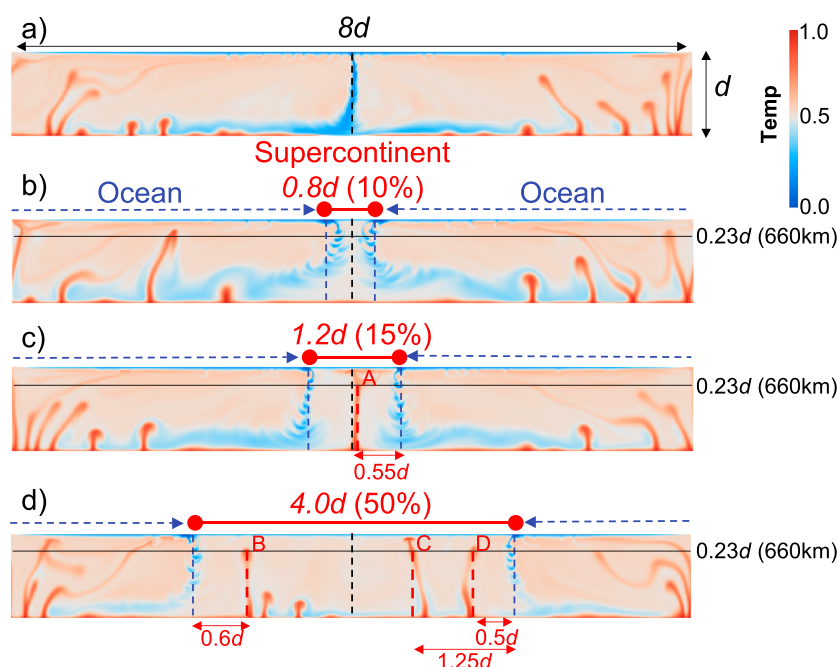 a)
8d
d
1.0
0.5
0.0
Temp
Supercontinent
b)
Ocean
0.8d (10%)
Ocean
0.23d (660km)
c)
1.2d (15%)
A
0.23d (660km)
0.55d
d)
4.0d (50%)
B
C
D
0.23d (660km)
0.6d
0.5d
1.25d